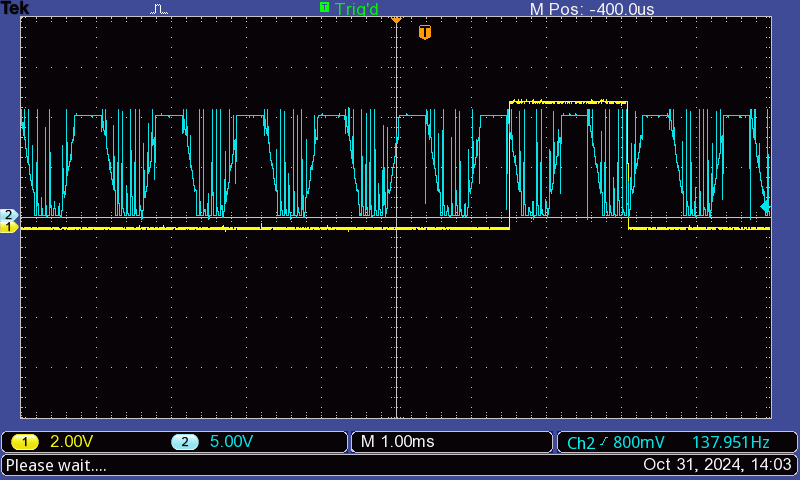 Tek T Trig'd M Pos: -400.0us
T
2
1
1 2.00V 2 5.00V M 1.00ms Ch2 / 800mV 137.951Hz
Please wait.... Oct 31, 2024, 14:03